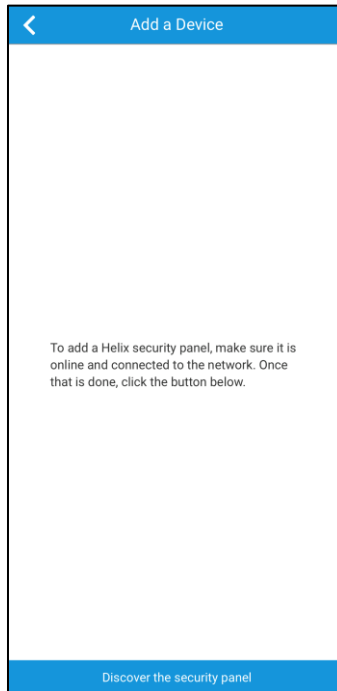 Add a Device
To add a Helix security panel, make sure it is
online and connected to the network. Once
that is done, click the button below.
Discover the security panel